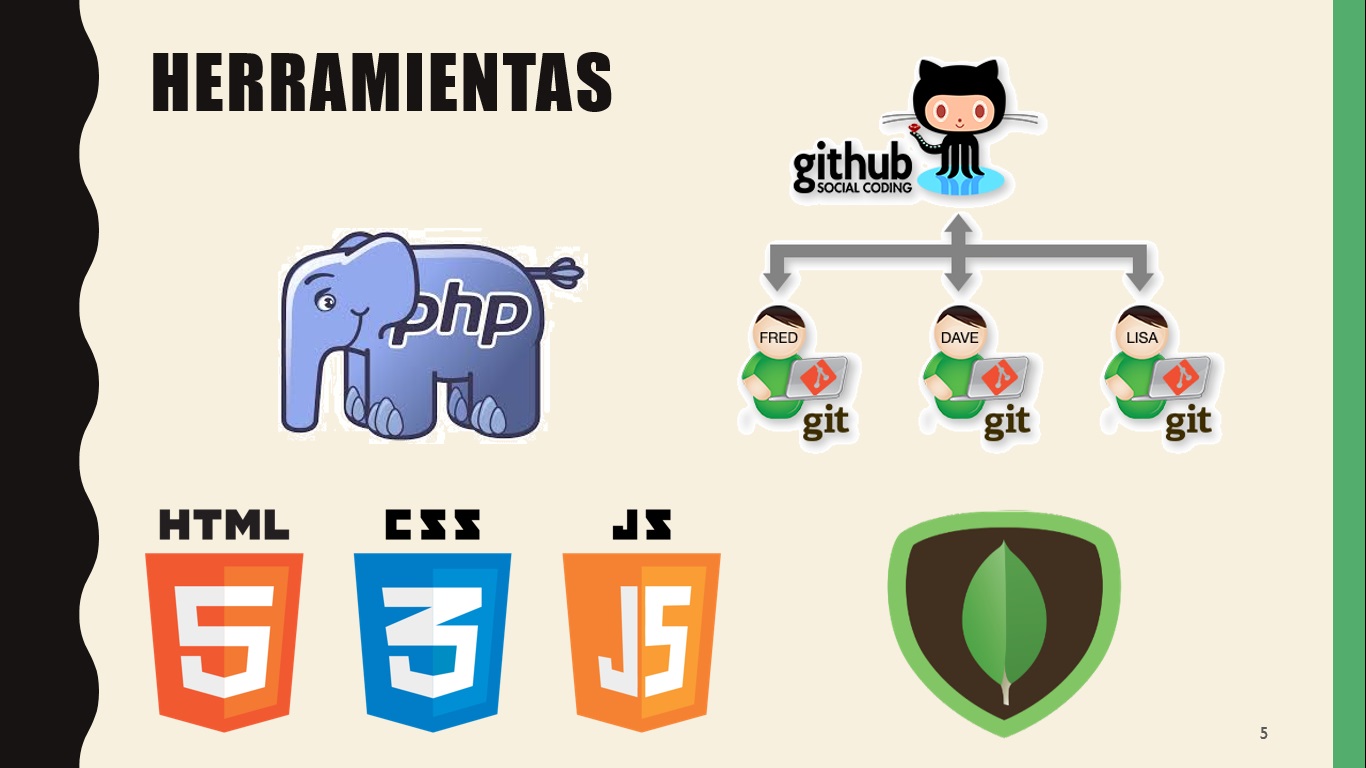 HERRAMIENTAS
github
SOCIAL CODING
php
FRED
DAVE
LISA
git
git
git
HTML
CSS
JS
5
3
JS
5